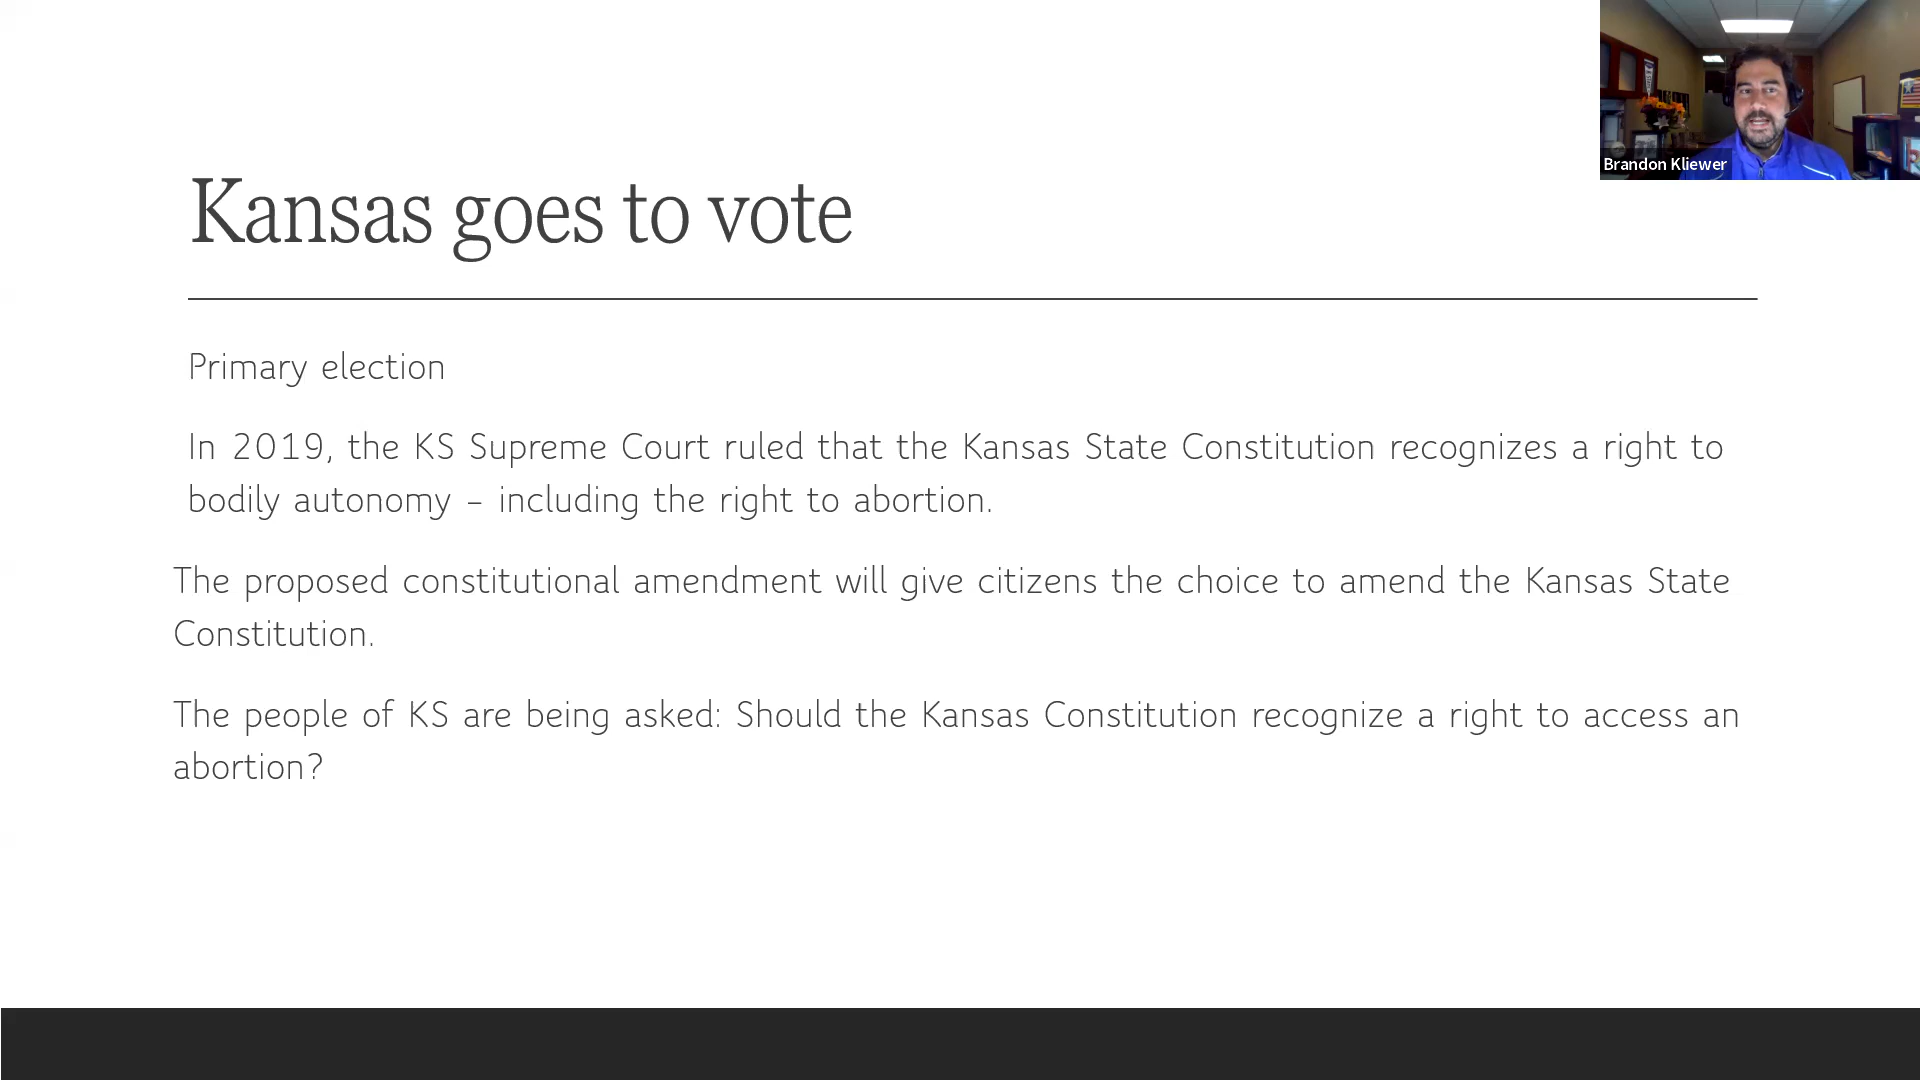 Brandon Kliewer
Kansas goes to vote
Primary election
In 2019, the KS Supreme Court ruled that the Kansas State Constitution recognizes a right to
bodily autonomy – including the right to abortion.
The proposed constitutional amendment will give citizens the choice to amend the Kansas State
Constitution.
The people of KS are being asked: Should the Kansas Constitution recognize a right to access an
abortion?